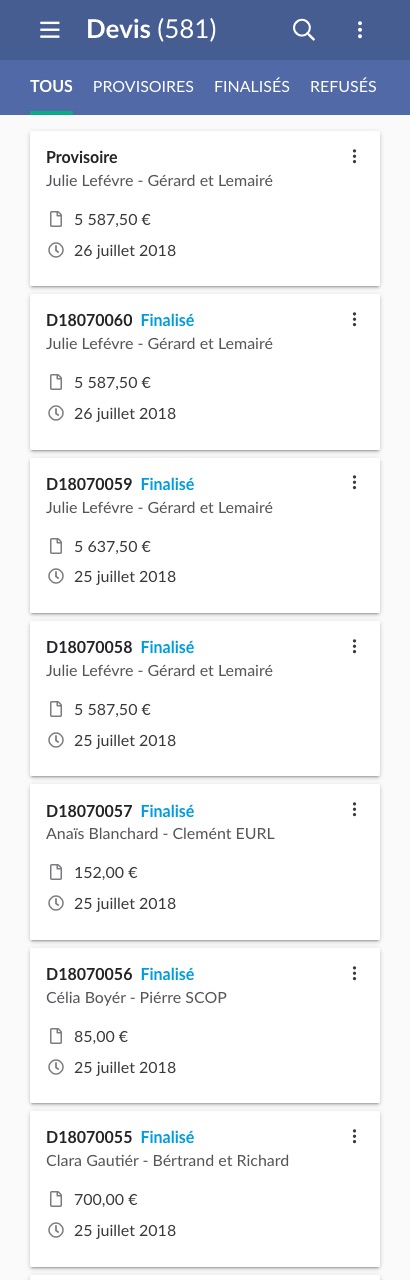 Devis (581)
TOUS PROVISOIRES FINALISÉS REFUSÉS
Provisoire
Julie Lefévre - Gérard et Lemairé
5 587,50 €
26 juillet 2018
D18070060 Finalisé
Julie Lefévre - Gérard et Lemairé
5 587,50 €
26 juillet 2018
D18070059 Finalisé
Julie Lefévre - Gérard et Lemairé
5 637,50 €
25 juillet 2018
D18070058 Finalisé
Julie Lefévre - Gérard et Lemairé
5 587,50 €
25 juillet 2018
D18070057 Finalisé
Anaïs Blanchard - Clemént EURL
152,00 €
25 juillet 2018
D18070056 Finalisé
Célia Boyér - Piérre SCOP
85,00 €
25 juillet 2018
D18070055 Finalisé
Clara Gautiér - Bértrand et Richard
700,00 €
25 juillet 2018